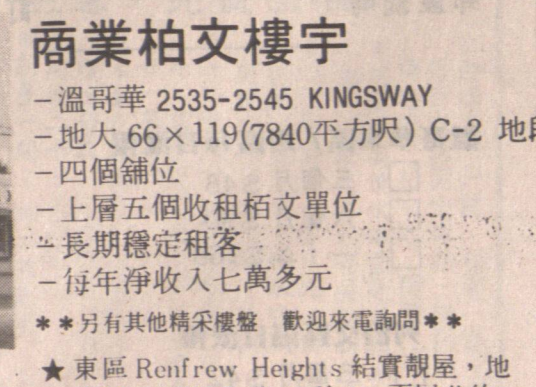 商業柏文樓宇
－溫哥華 2535-2545 KINGSWAY
－地大 66×119(7840平方呎) C-2 地
－四個舖位
－上層五個收租栢文單位
－長期穩定租客
－每年淨收入七萬多元
＊＊另有其他精采樓盤 歡迎來電詢問＊＊
★東區 Renfrew Heights 結實靚屋，地